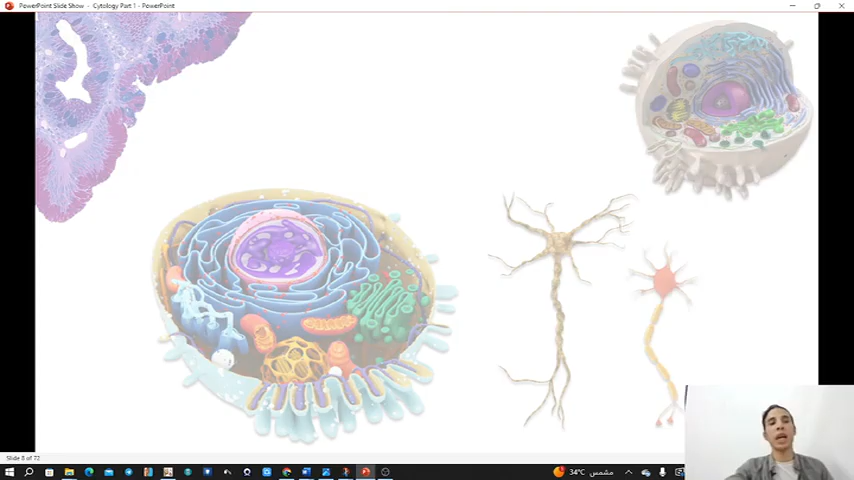 PowerPoint Slide Show - Cytology Part 1 - PowerPoint
Slide 8 of 72
34°C مشمس